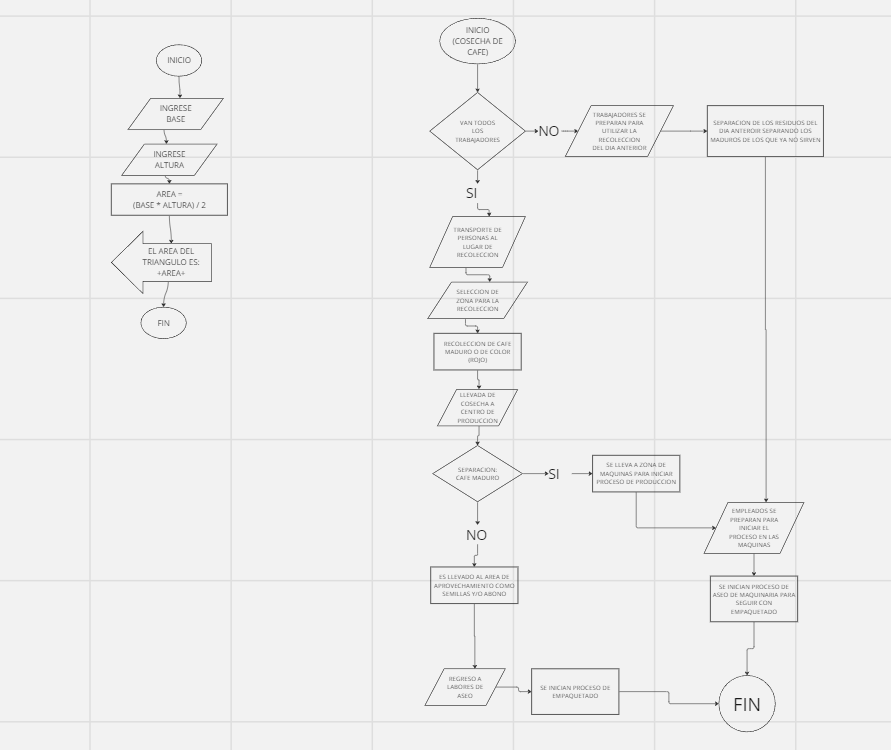 INICIO
INGRESE
BASE
INGRESE
ALTURA
AREA =
(BASE * ALTURA) / 2
EL AREA DEL
TRIANGULO ES:
+AREA+
FIN
INICIO
(COSECHA DE
CAFE)
VAN TODOS
LOS
TRABAJADORES
NO
TRABAJADORES SE
PREPARAN PARA
UTILIZAR LA
RECOLECCION
DEL DIA ANTERIOR
SEPARACION DE LOS RESIDUOS DEL
DIA ANTEROIR SEPARANDO LOS
MADUROS DE LOS QUE YA NO SIRVEN
SI
TRANSPORTE DE
PERSONAS AL
LUGAR DE
RECOLECCION
SELECCION DE
ZONA PARA LA
RECOLECCION
RECOLECCION DE CAFE
MADURO O DE COLOR
(ROJO)
LLEVADA DE
COSECHA A
CENTRO DE
PRODUCCION
SEPARACION:
CAFE MADURO
SI
SE LLEVA A ZONA DE
MAQUINAS PARA INICIAR
PROCESO DE PRODUCCION
EMPLEADOS SE
PREPARAN PARA
INICIAR EL
PROCESO EN LAS
MAQUINAS
NO
ES LLEVADO AL AREA DE
APROVECHAMIENTO COMO
SEMILLAS Y/O ABONO
SE INICIAN PROCESO DE
ASEO DE MAQUINARIA PARA
SEGUIR CON
EMPAQUETADO
REGRESO A
LABORES DE
ASEO
SE INICIAN PROCESO DE
EMPAQUETADO
FIN